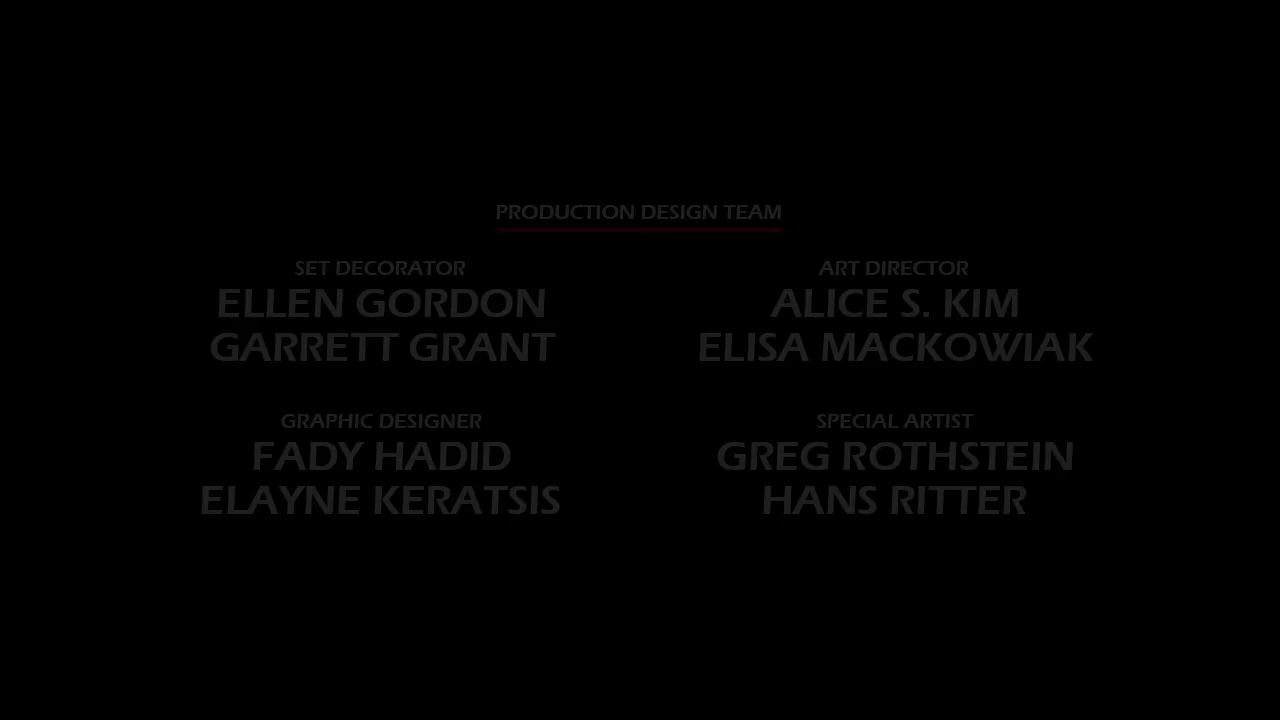 PRODUCTION DESIGN TEAM
SET DECORATOR
ELLEN GORDON
GARRETT GRANT
ART DIRECTOR
ALICE S. KIM
ELISA MACKOWIAK
GRAPHIC DESIGNER
FADY HADID
ELAYNE KERATSIS
SPECIAL ARTIST
GREG ROTHSTEIN
HANS RITTER